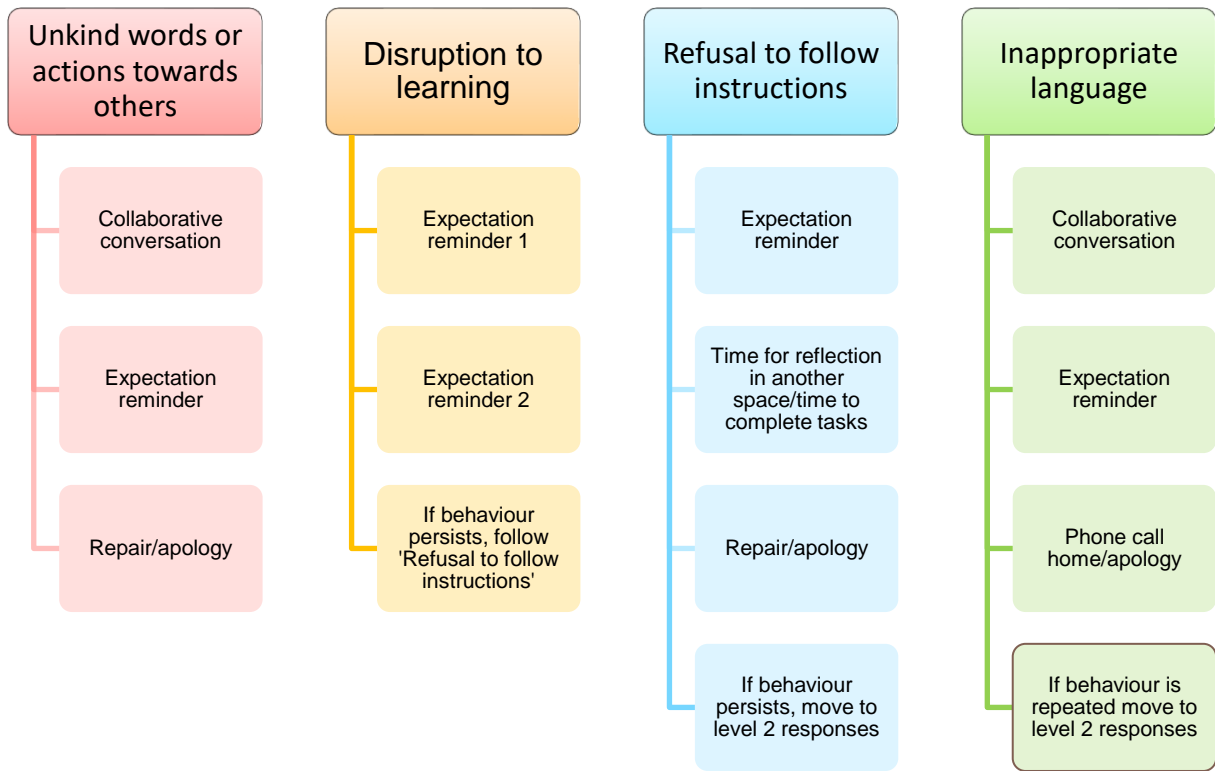 Unkind words or
actions towards
others
Collaborative
conversation
Expectation
reminder
Repair/apology
Disruption to
learning
Expectation
reminder 1
Expectation
reminder 2
If behaviour
persists, follow
'Refusal to follow
instructions'
Refusal to follow
instructions
Expectation
reminder
Time for reflection
in another
space/time to
complete tasks
Repair/apology
If behaviour
persists, move to
level 2 responses
Inappropriate
language
Collaborative
conversation
Expectation
reminder
Phone call
home/apology
If behaviour is
repeated move to
level 2 responses